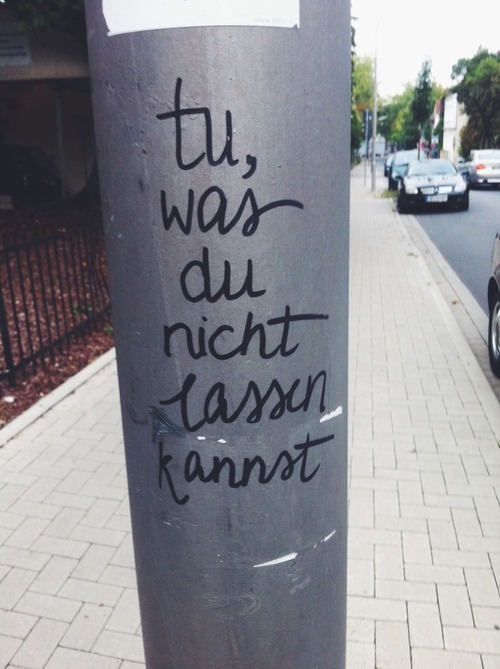 tu,
was
du
nicht
lassen
kannst